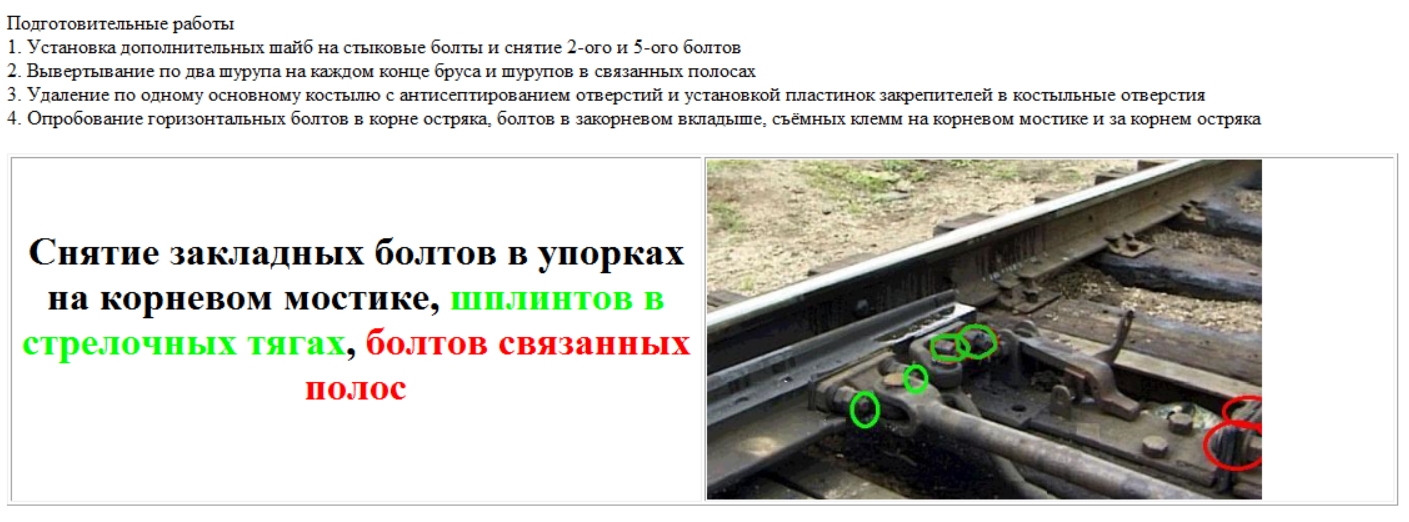 Подготовительные работы
1. Установка дополнительных шайб на стыковые болты и снятие 2-ого и 5-ого болтов
2. Вывертывание по два шурупа на каждом конце бруса и шурупов в связанных полосах
3. Удаление по одному основному костылю с антисептированием отверстий и установкой пластинок закрепителей в костыльные отверстия
4. Опробование горизонтальных болтов в корне остряка, болтов в закорневом вкладыше, съёмных клемм на корневом мостике и за корнем остряка
Снятие закладных болтов в упорках
на корневом мостике, шплинтов в
стрелочных тягах, болтов связанных
полос